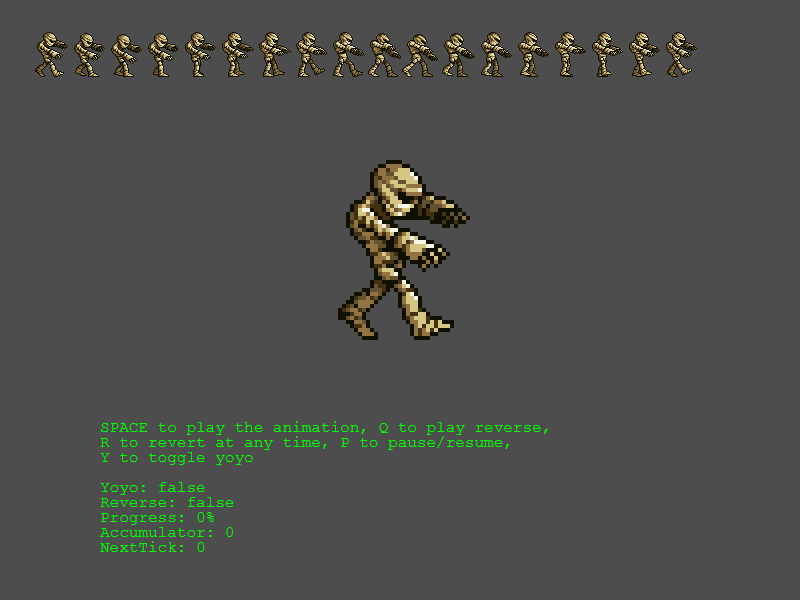 SPACE to play the animation, Q to play reverse,
R to revert at any time, P to pause/resume,
Y to toggle yoyo
Yoyo: false
Reverse: false
Progress: 0%
Accumulator: 0
NextTick: 0